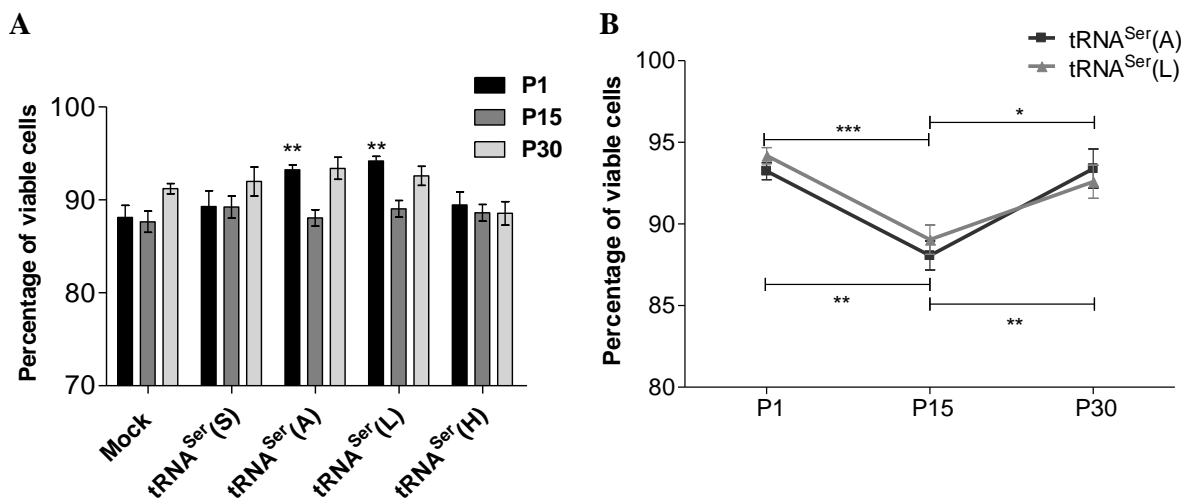 A
Percentage of viable cells
100
90
80
70
P1
P15
P30
**
**
Mock
tRNA^Ser(S)
tRNA^Ser(A)
tRNA^Ser(L)
tRNA^Ser(H)
B
Percentage of viable cells
100
95
90
85
80
tRNA^Ser(A)
tRNA^Ser(L)
***
*
**
**
P1
P15
P30